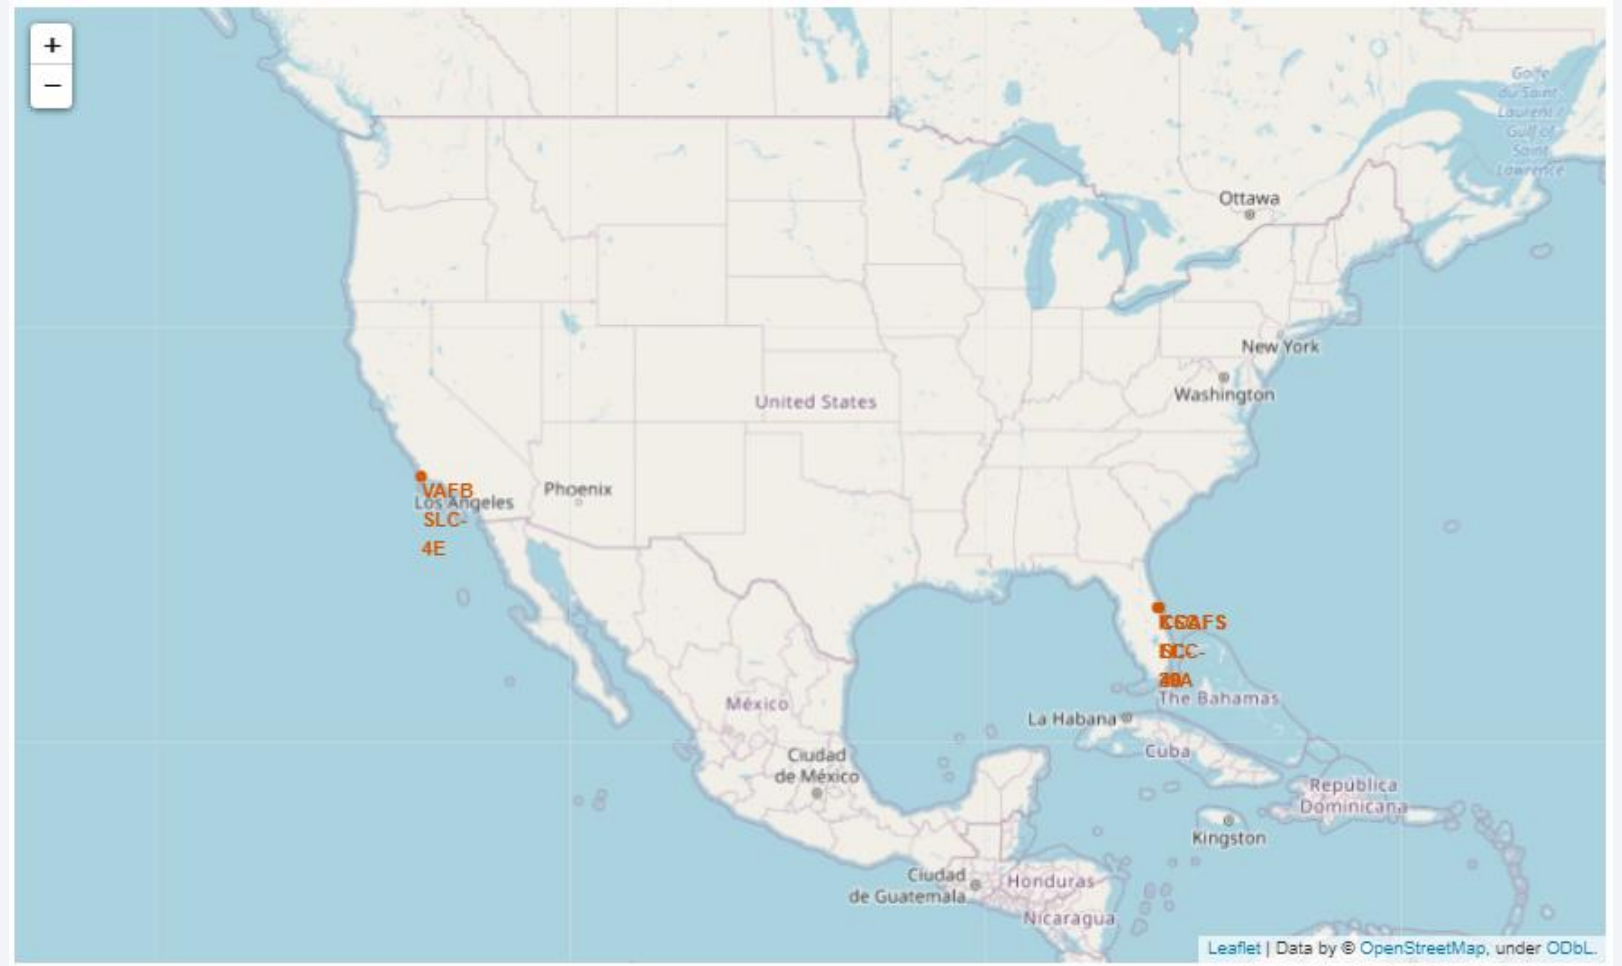 +
−
Golfe
du Saint-
Laurent /
Gulf of
Saint
Lawrence
Ottawa
New York
Washington
United States
VAFB
Los Angeles
SLC-
4E
Phoenix
The Bahamas
México
La Habana
Cuba
Ciudad
de México
República
Dominicana
Kingston
Ciudad
de Guatemala
Honduras
Nicaragua
Leaflet | Data by © OpenStreetMap, under ODbL.